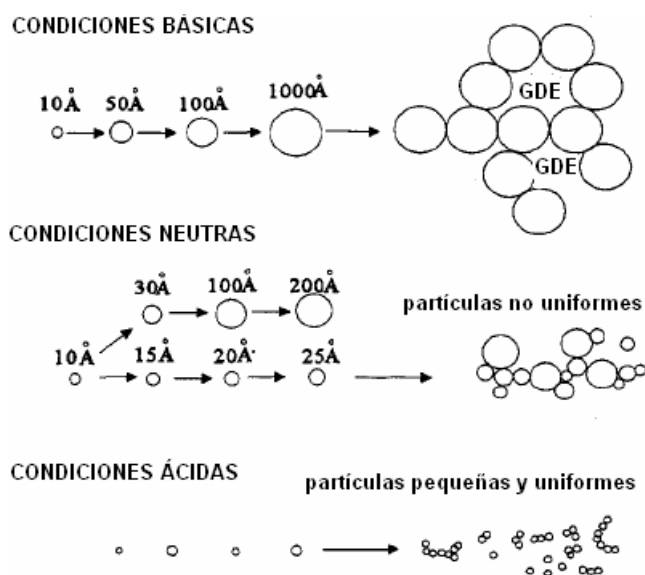 CONDICIONES BÁSICAS
10Å 50Å 100Å 1000Å
GDE
GDE
CONDICIONES NEUTRAS
30Å 100Å 200Å
partículas no uniformes
10Å 15Å 20Å 25Å
CONDICIONES ÁCIDAS
partículas pequeñas y uniformes